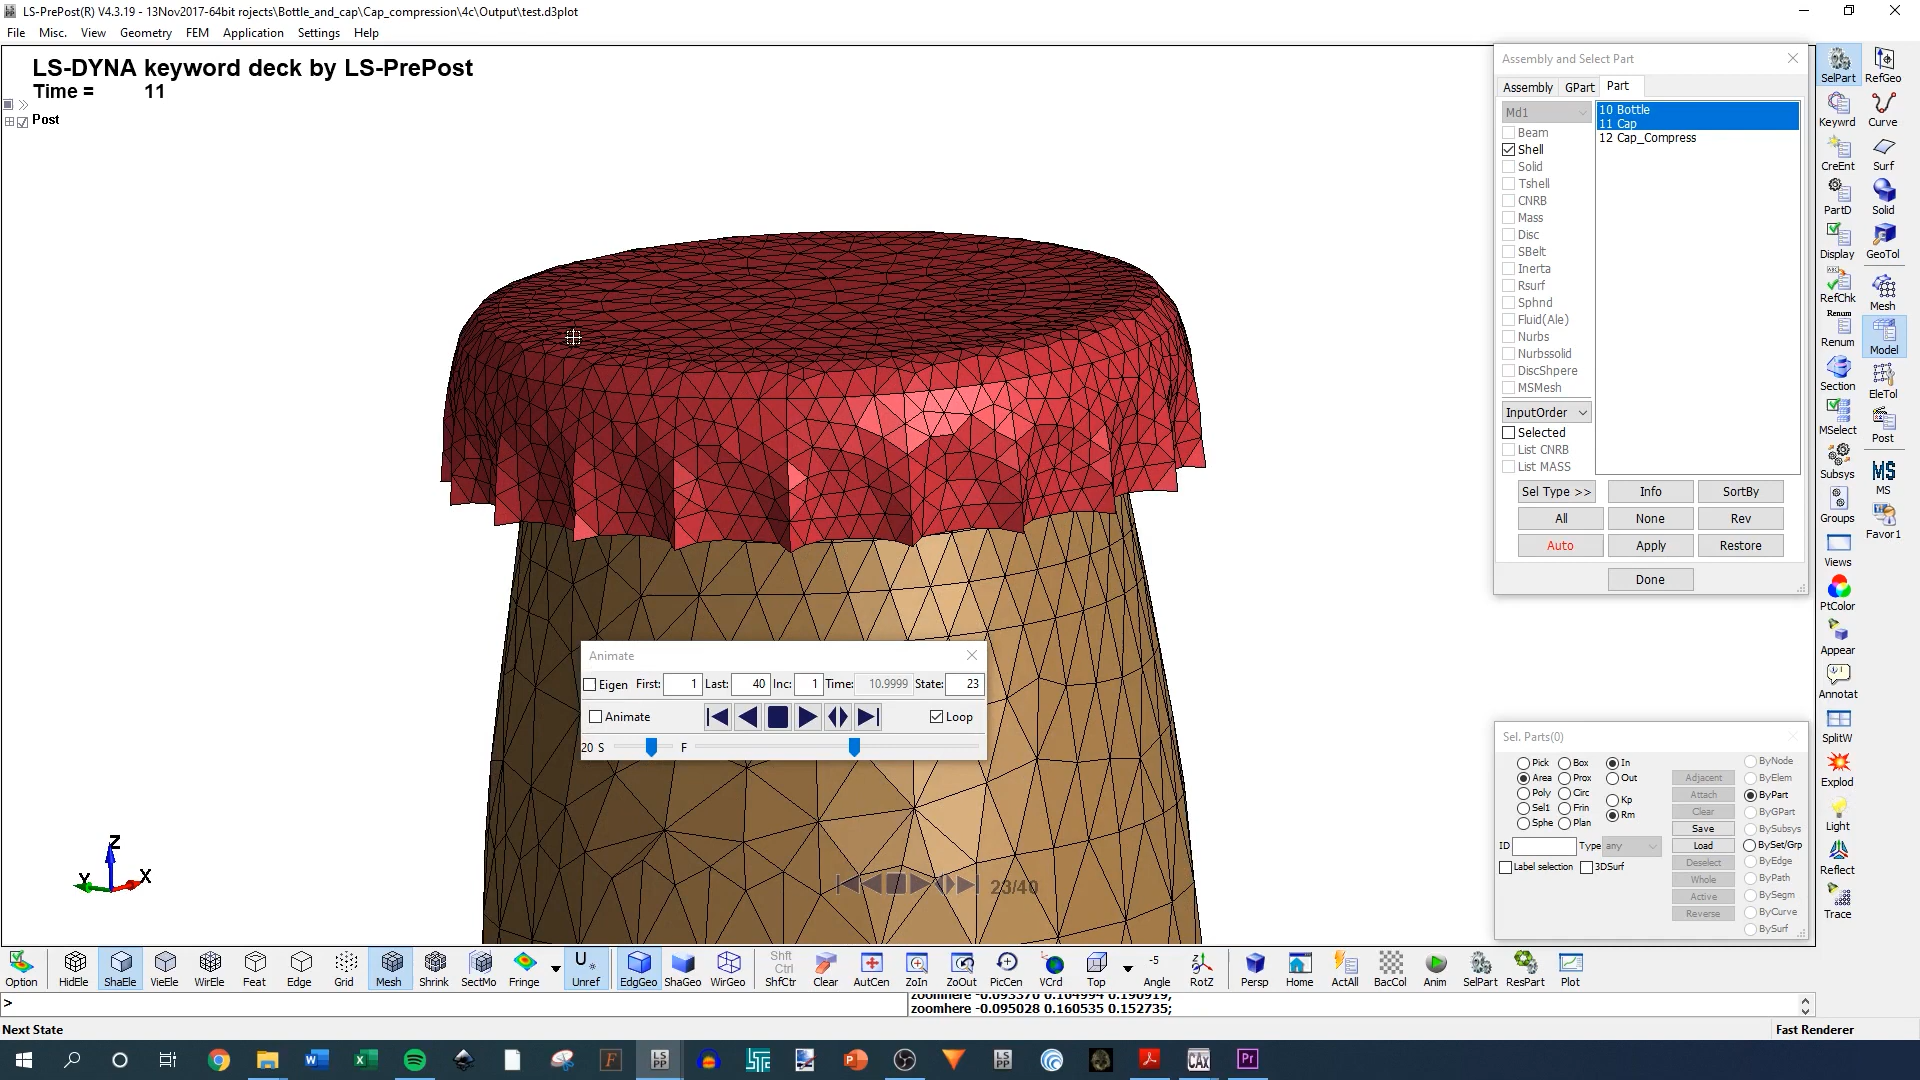 LS-PrePost(R) V4.3.19 - 13Nov2017-64bit rojects\Bottle_and_cap\Cap_compression\4c\Output\test.d3plot
File Misc. View Geometry FEM Application Settings Help
LS-DYNA keyword deck by LS-PrePost
Time = 11
Post
Assembly and Select Part
Assembly GPart Part
Md1
Beam
Shell
Solid
Tshell
CNRB
Mass
Disc
SBelt
Inerta
Rsurf
Sphnd
Fluid(Ale)
Nurbs
Nurbssolid
DiscShpere
MSMesh
InputOrder
Selected
List CNRB
List MASS
10 Bottle
11 Cap
12 Cap_Compress
Sel Type >> Info SortBy
All None Rev
Auto Apply Restore
Done
Animate
Eigen First: 1 Last: 40 Inc: 1 Time: 10.9999 State: 23
Animate Loop
20 S F
23/40
Z
Y X
Sel. Parts(0)
Pick Box In
Area Prox Out
Poly Circ
Sel1 Frin Kp
Sphe Plan Rm
ID Type any
Label selection 3DSurf
Adjacent
Attach
Clear
Save
Load
Deselect
Whole
Active
Reverse
ByNode
ByElem
ByPart
ByGPart
BySubsys
BySet/Grp
ByEdge
ByPath
BySegm
ByCurve
BySurf
SelPart RefGeo
Keywrd Curve
CreEnt Surf
PartD Solid
Display GeoTol
RefChk Mesh
Renum
Renum Model
Section EleTol
MSelect Post
Subsys MS
MS
Groups Favor1
Views
PtColor
Appear
Annotat
SplitW
Explod
Light
Reflect
Trace
Option HidEle ShaEle VieEle WirEle Feat Edge Grid Mesh Shrink SectMo Fringe Unref EdgGeo ShaGeo WirGeo Shft Ctrl ShfCtr Clear AutCen ZoIn ZoOut PicCen VCrd Top -5 Angle RotZ Persp Home ActAll BacCol Anim SelPart ResPart Plot
>
zoomhere -0.095028 0.160535 0.152735;
Next State
Fast Renderer